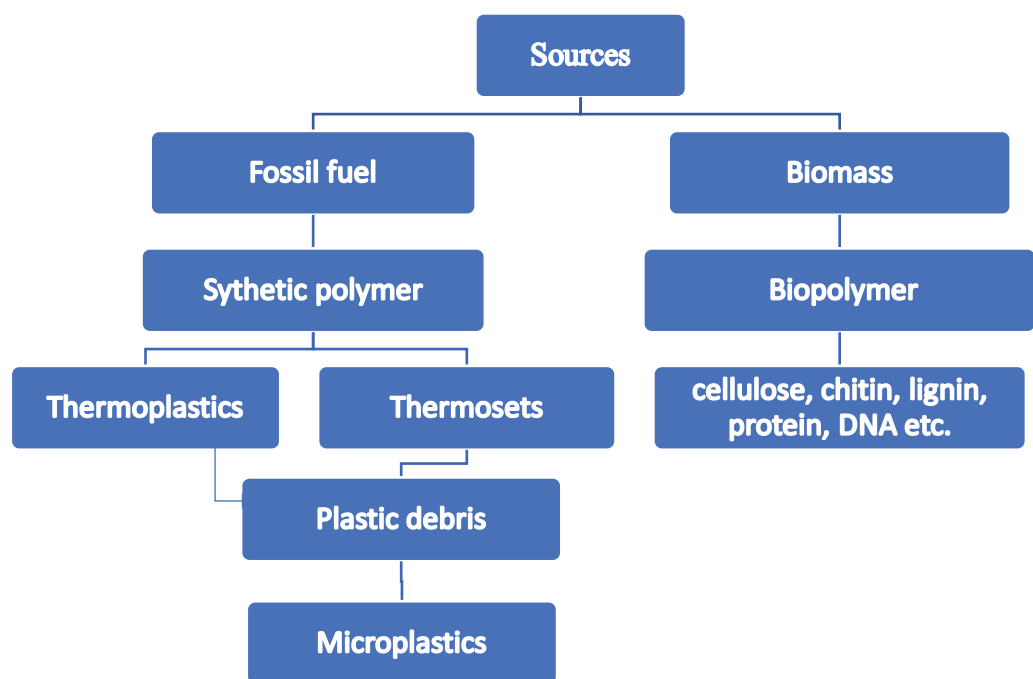 Sources
Fossil fuel
Biomass
Sythetic polymer
Biopolymer
Thermoplastics
Thermosets
cellulose, chitin, lignin,
protein, DNA etc.
Plastic debris
Microplastics